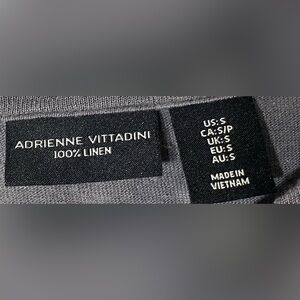 ADRIENNE VITTADINI
100% LINEN
US:S
CA:S/P
UK:S
EU:S
AU:S
MADE IN
VIETNAM